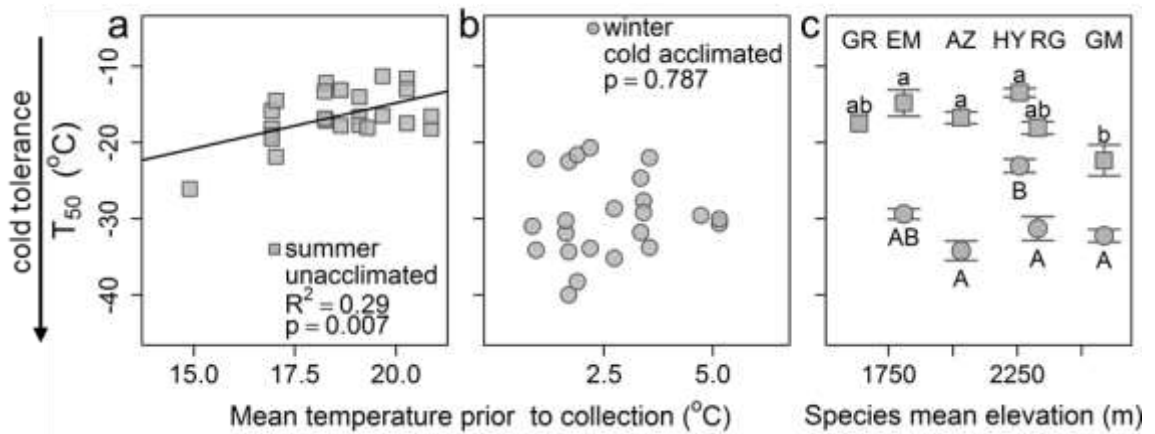 a
b
c
winter
cold acclimated
p = 0.787
GR EM AZ HY RG GM
a
a
a
ab
ab
b
B
AB
A
A
A
cold tolerance
T50 (oC)
-10
-20
-30
-40
summer
unacclimated
R2 = 0.29
p = 0.007
15.0 17.5 20.0
2.5 5.0
1750 2250
Mean temperature prior to collection (oC)
Species mean elevation (m)